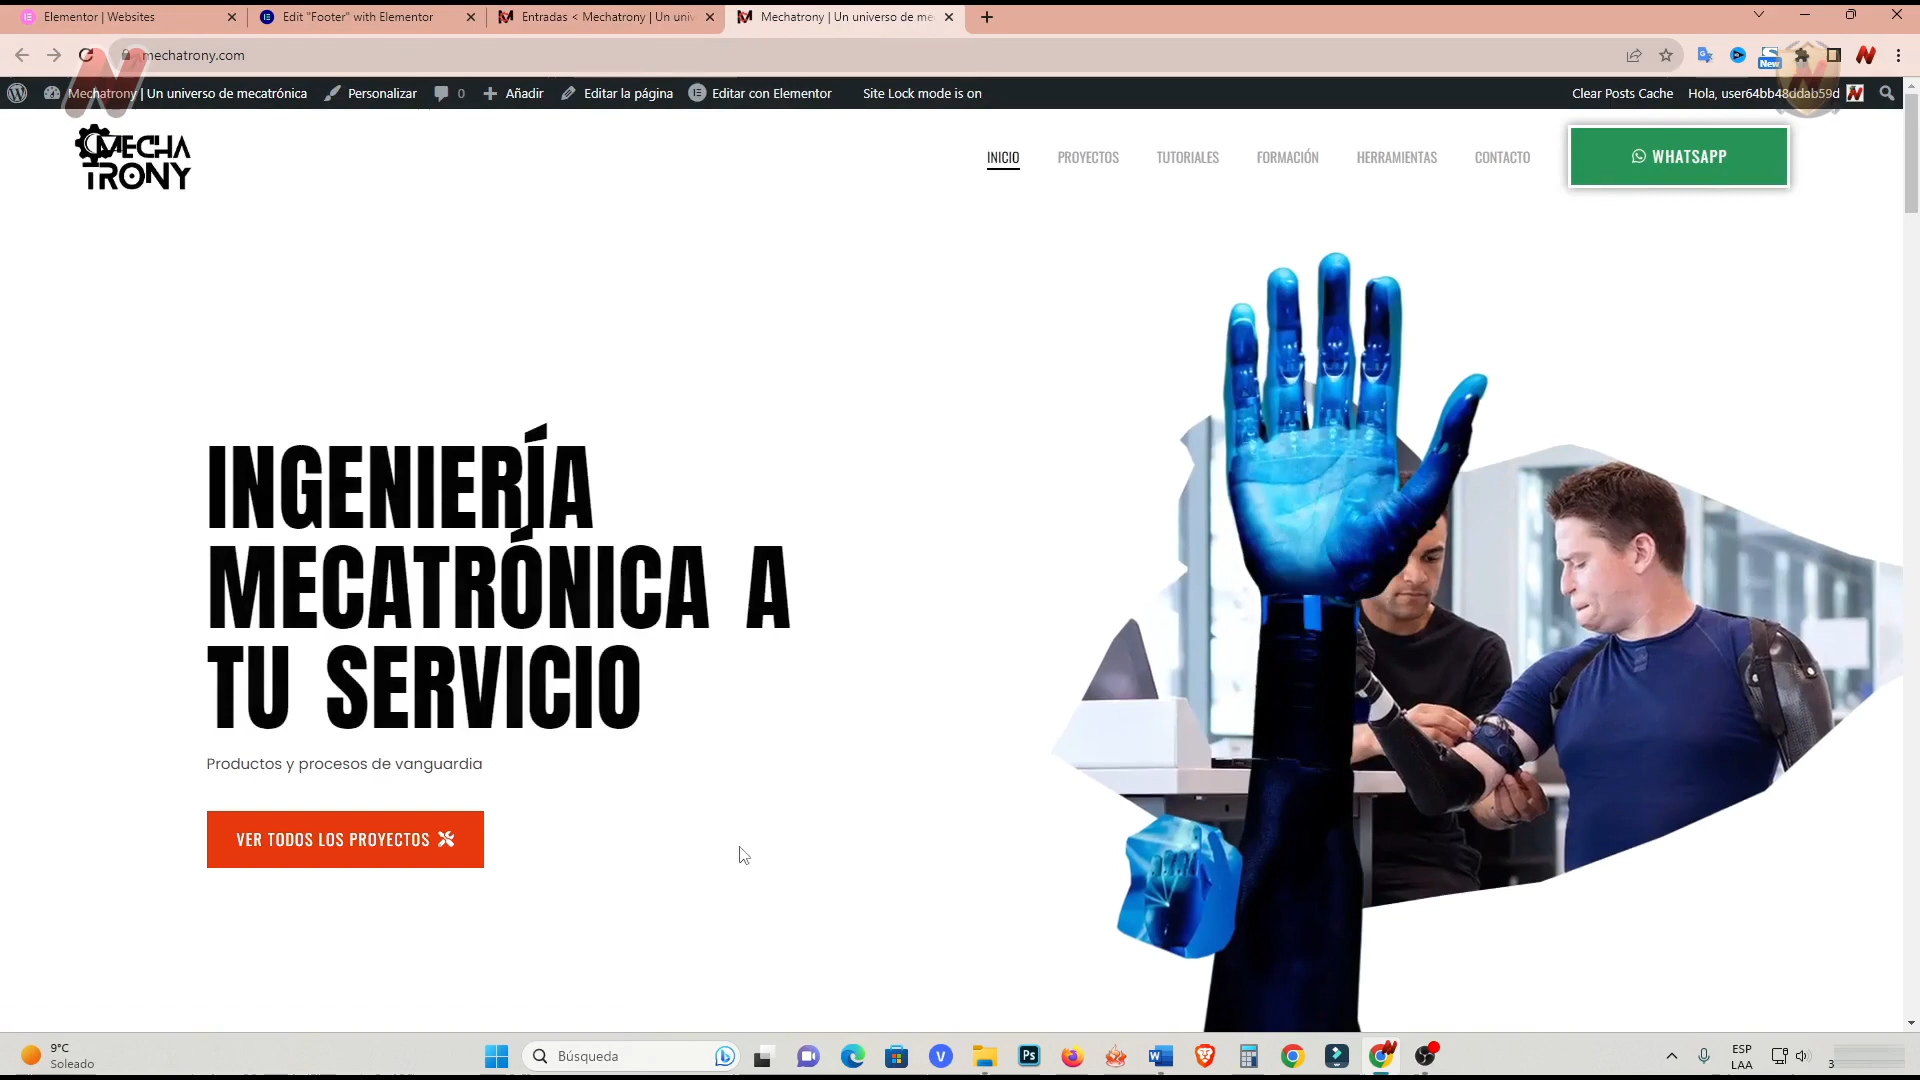 Elementor | Websites
Edit "Footer" with Elementor
Entradas < Mechatrony | Un univ
Mechatrony | Un universo de me
mechatrony.com
New
Mechatrony | Un universo de mecatrónica
Personalizar
0
Añadir
Editar la página
Editar con Elementor
Site Lock mode is on
Clear Posts Cache
Hola, user64bb48ddab59d
MECHA
TRONY
INICIO
PROYECTOS
TUTORIALES
FORMACIÓN
HERRAMIENTAS
CONTACTO
WHATSAPP
INGENIERÍA
MECATRÓNICA A
TU SERVICIO
Productos y procesos de vanguardia
VER TODOS LOS PROYECTOS
9°C
Soleado
Búsqueda
Ps
ESP
LAA
3